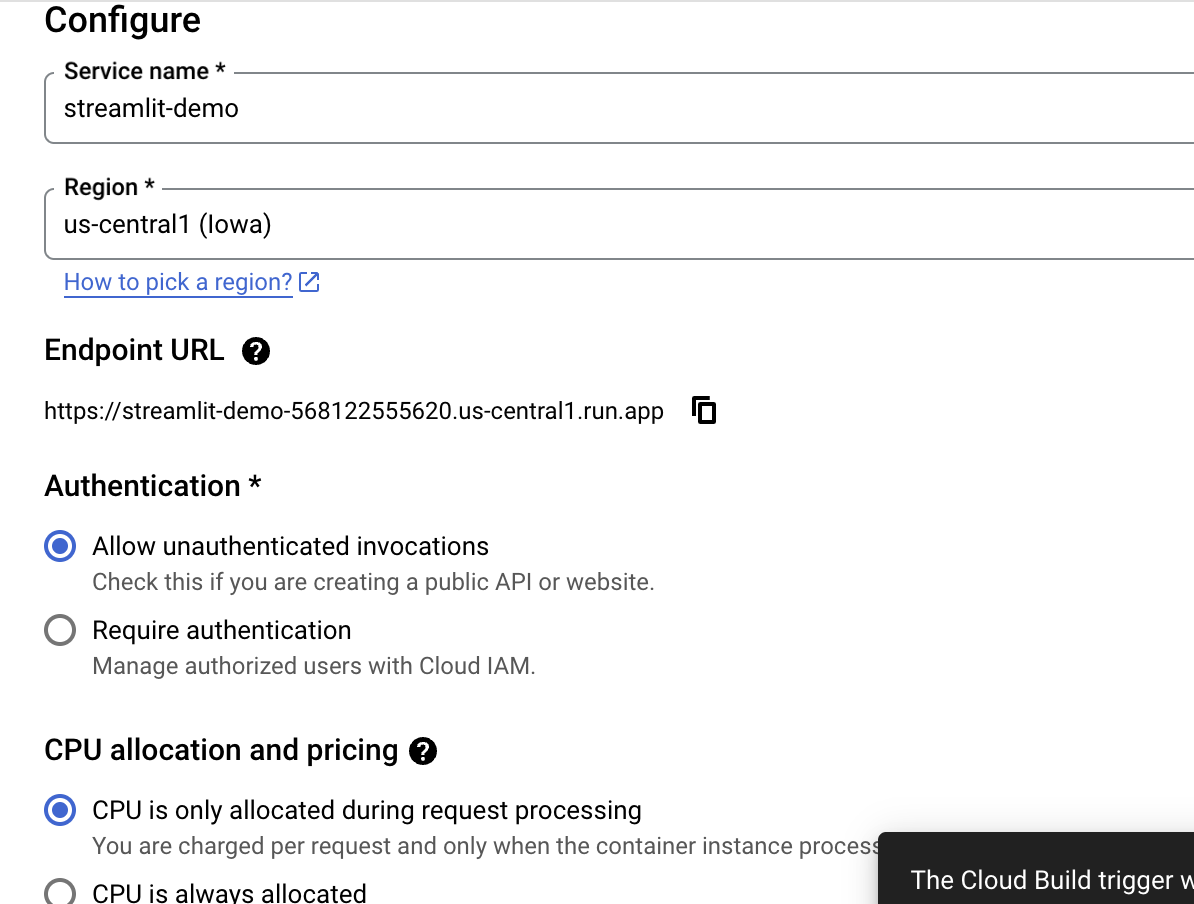 Configure
Service name *
streamlit-demo
Region *
us-central1 (Iowa)
How to pick a region?
Endpoint URL
https://streamlit-demo-568122555620.us-central1.run.app
Authentication *
Allow unauthenticated invocations
Check this if you are creating a public API or website.
Require authentication
Manage authorized users with Cloud IAM.
CPU allocation and pricing
CPU is only allocated during request processing
You are charged per request and only when the container instance
The Cloud Build trigger
CPU is always allocated